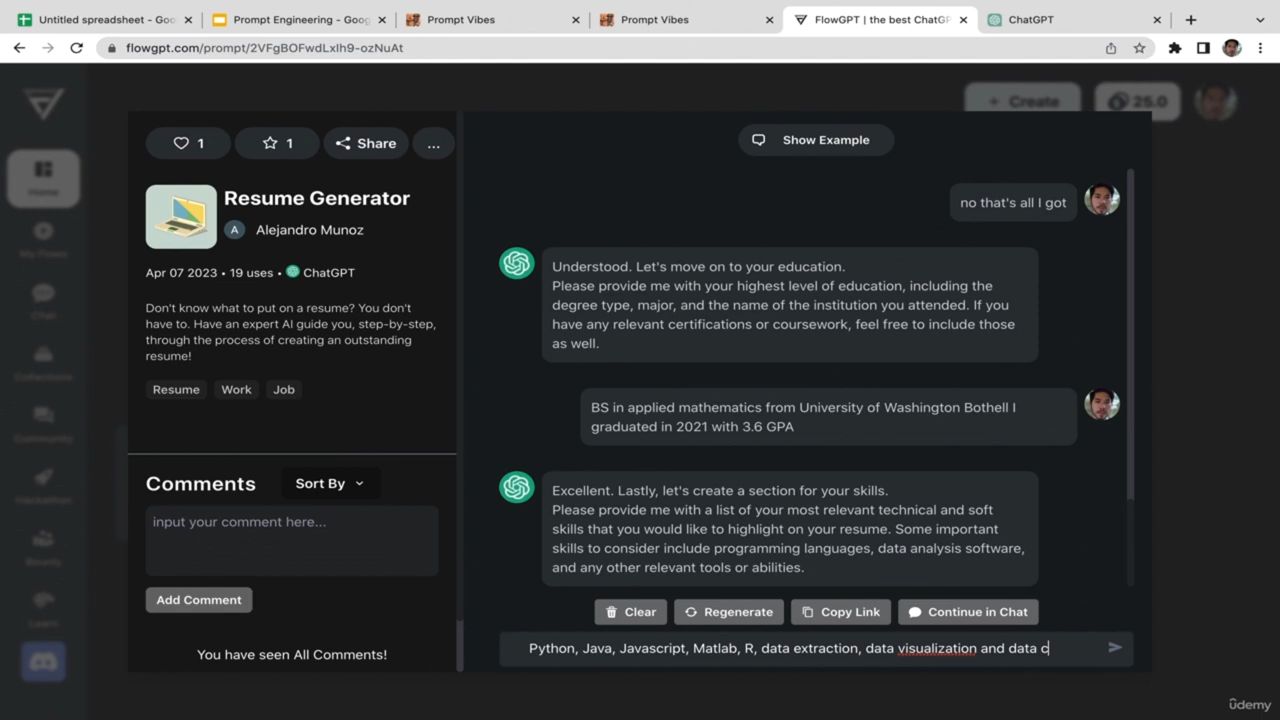 Untitled spreadsheet - Goo
Prompt Engineering - Goog
Prompt Vibes
Prompt Vibes
FlowGPT | the best ChatGP
ChatGPT
flowgpt.com/prompt/2VFgBOFwdLxIh9-ozNuAt
+ Create
25.0
Home
My Flows
Chat
Collections
Community
Hackathon
Bounty
Learn
1
1
Share
...
Resume Generator
A Alejandro Munoz
Apr 07 2023 • 19 uses • ChatGPT
Don't know what to put on a resume? You don't
have to. Have an expert AI guide you, step-by-step,
through the process of creating an outstanding
resume!
Resume Work Job
Comments Sort By
input your comment here...
Add Comment
You have seen All Comments!
Show Example
no that's all I got
Understood. Let's move on to your education.
Please provide me with your highest level of education, including the
degree type, major, and the name of the institution you attended. If you
have any relevant certifications or coursework, feel free to include those
as well.
BS in applied mathematics from University of Washington Bothell I
graduated in 2021 with 3.6 GPA
Excellent. Lastly, let's create a section for your skills.
Please provide me with a list of your most relevant technical and soft
skills that you would like to highlight on your resume. Some important
skills to consider include programming languages, data analysis software,
and any other relevant tools or abilities.
Clear Regenerate Copy Link Continue in Chat
Python, Java, Javascript, Matlab, R, data extraction, data visualization and data c
ûdemy